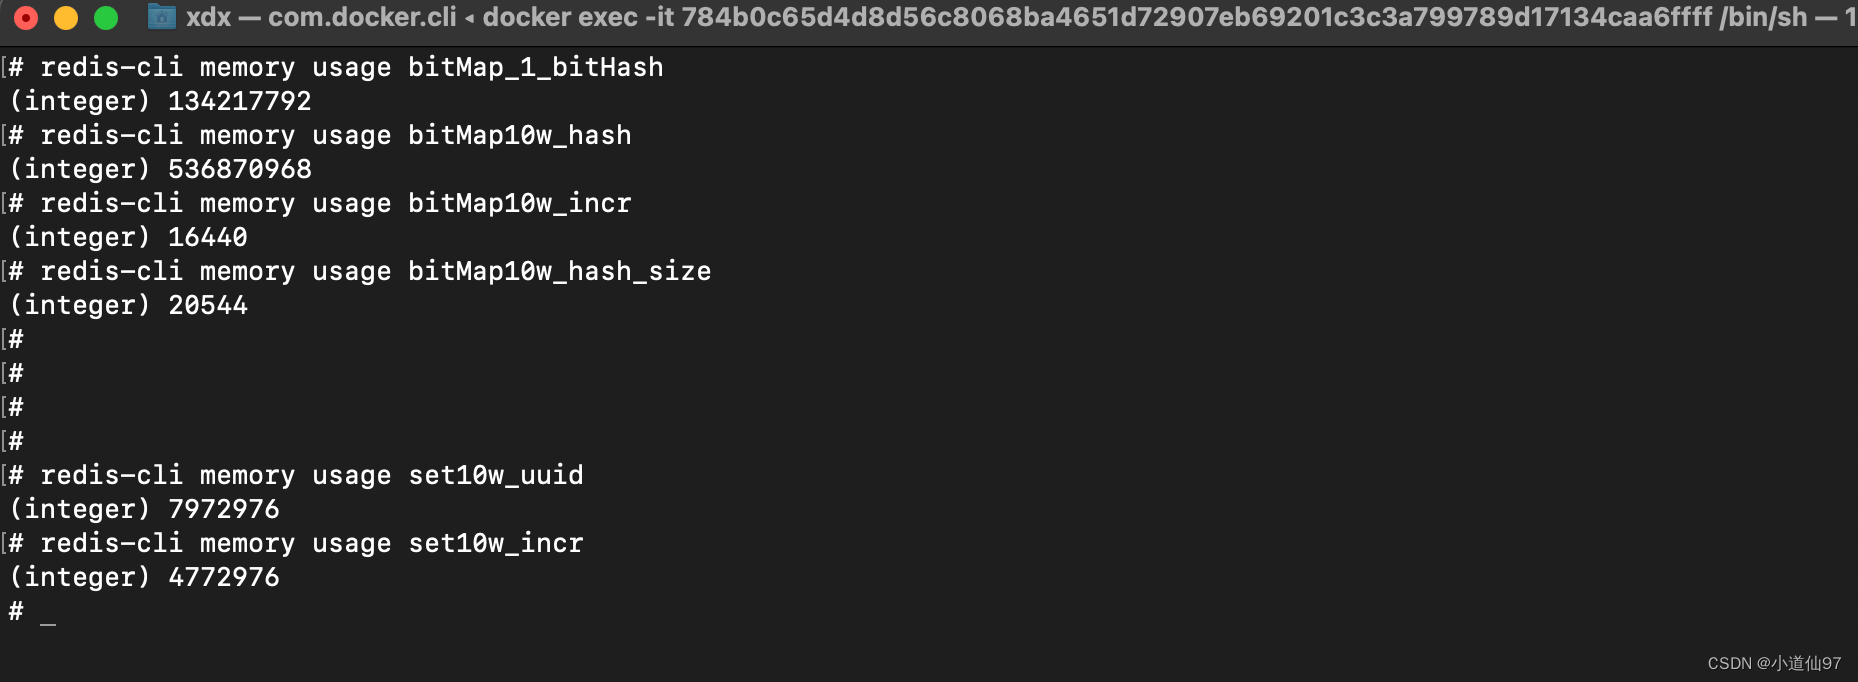 xdx — com.docker.cli ◂ docker exec -it 784b0c65d4d8d56c8068ba4651d72907eb69201c3c3a799789d17134caa6ffff /bin/sh — 1
[# redis-cli memory usage bitMap_1_bitHash
(integer) 134217792
[# redis-cli memory usage bitMap10w_hash
(integer) 536870968
[# redis-cli memory usage bitMap10w_incr
(integer) 16440
[# redis-cli memory usage bitMap10w_hash_size
(integer) 20544
[#
[#
[#
[#
[# redis-cli memory usage set10w_uuid
(integer) 7972976
[# redis-cli memory usage set10w_incr
(integer) 4772976
# _
CSDN @小道仙97